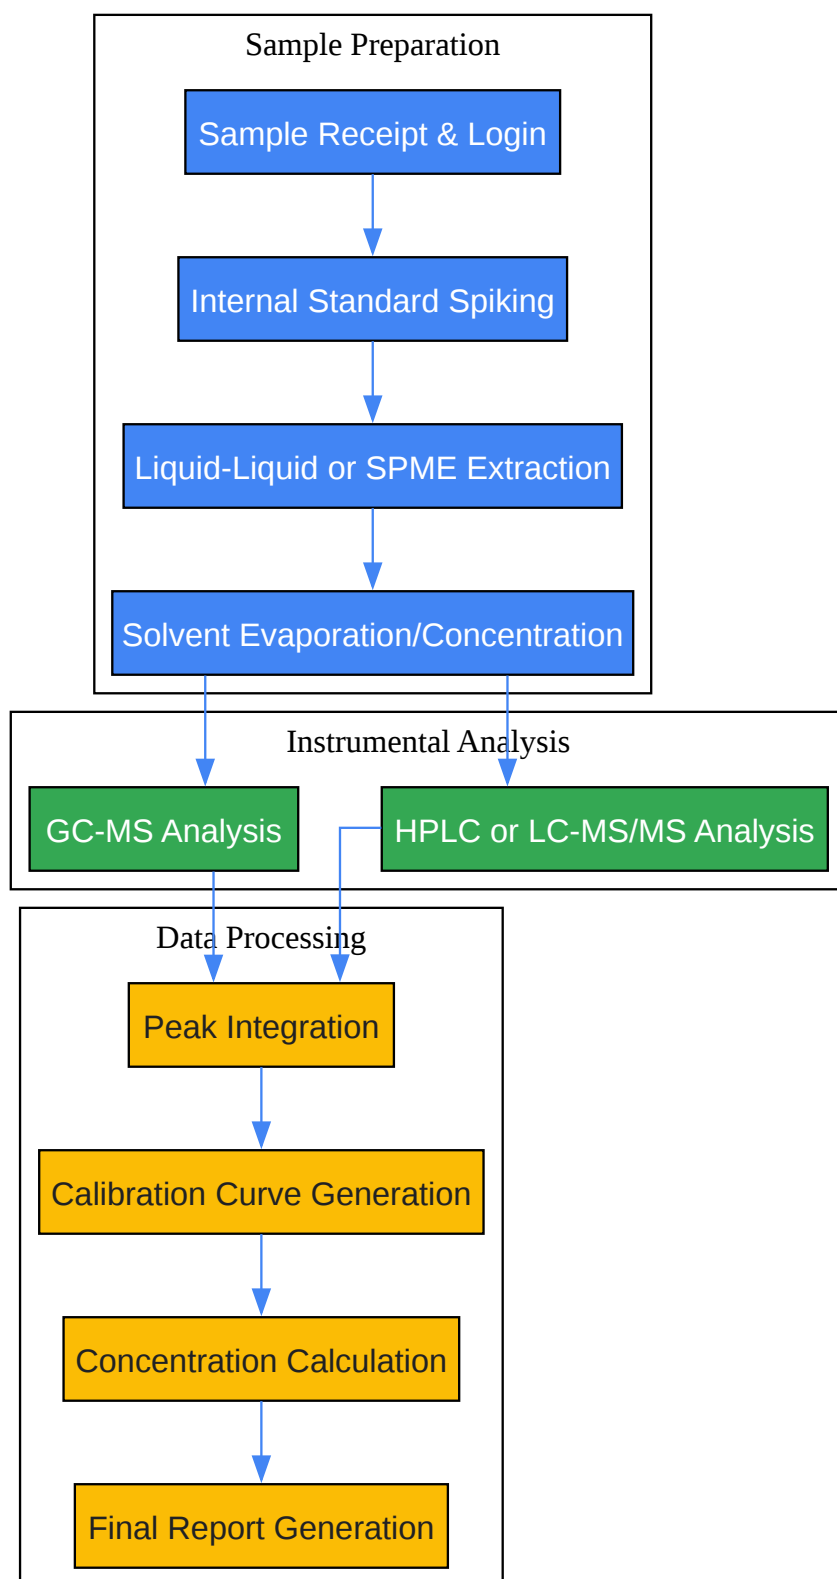 Sample Preparation
Sample Receipt & Login
Internal Standard Spiking
Liquid-Liquid or SPME Extraction
Solvent Evaporation/Concentration
Instrumental Analysis
GC-MS Analysis
HPLC or LC-MS/MS Analysis
Data Processing
Peak Integration
Calibration Curve Generation
Concentration Calculation
Final Report Generation